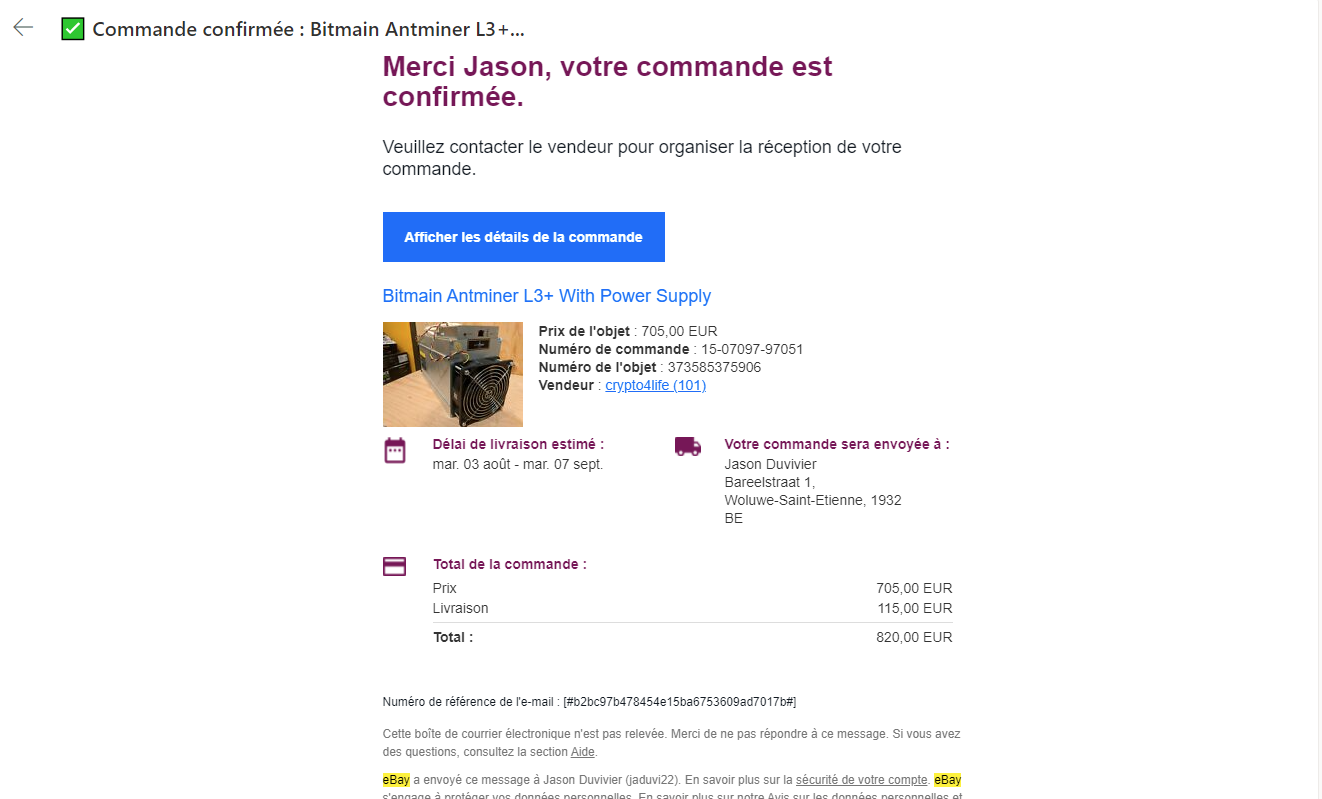 Commande confirmée : Bitmain Antminer L3+...
Merci Jason, votre commande est
confirmée.
Veuillez contacter le vendeur pour organiser la réception de votre
commande.
Afficher les détails de la commande
Bitmain Antminer L3+ With Power Supply
Prix de l'objet : 705,00 EUR
Numéro de commande : 15-07097-97051
Numéro de l'objet : 373585375906
Vendeur : crypto4life (101)
Délai de livraison estimé :
mar. 03 août - mar. 07 sept.
Votre commande sera envoyée à :
Jason Duvivier
Bareelstraat 1,
Woluwe-Saint-Etienne, 1932
BE
Total de la commande :
Prix 705,00 EUR
Livraison 115,00 EUR
Total : 820,00 EUR
Numéro de référence de l'e-mail : [#b2bc97b478454e15ba6753609ad7017b#]
Cette boîte de courrier électronique n'est pas relevée. Merci de ne pas répondre à ce message. Si vous avez
des questions, consultez la section Aide.
eBay a envoyé ce message à Jason Duvivier (jaduvi22). En savoir plus sur la sécurité de votre compte. eBay
s'engage à protéger vos données personnelles. En savoir plus sur notre Avis sur les données personnelles et